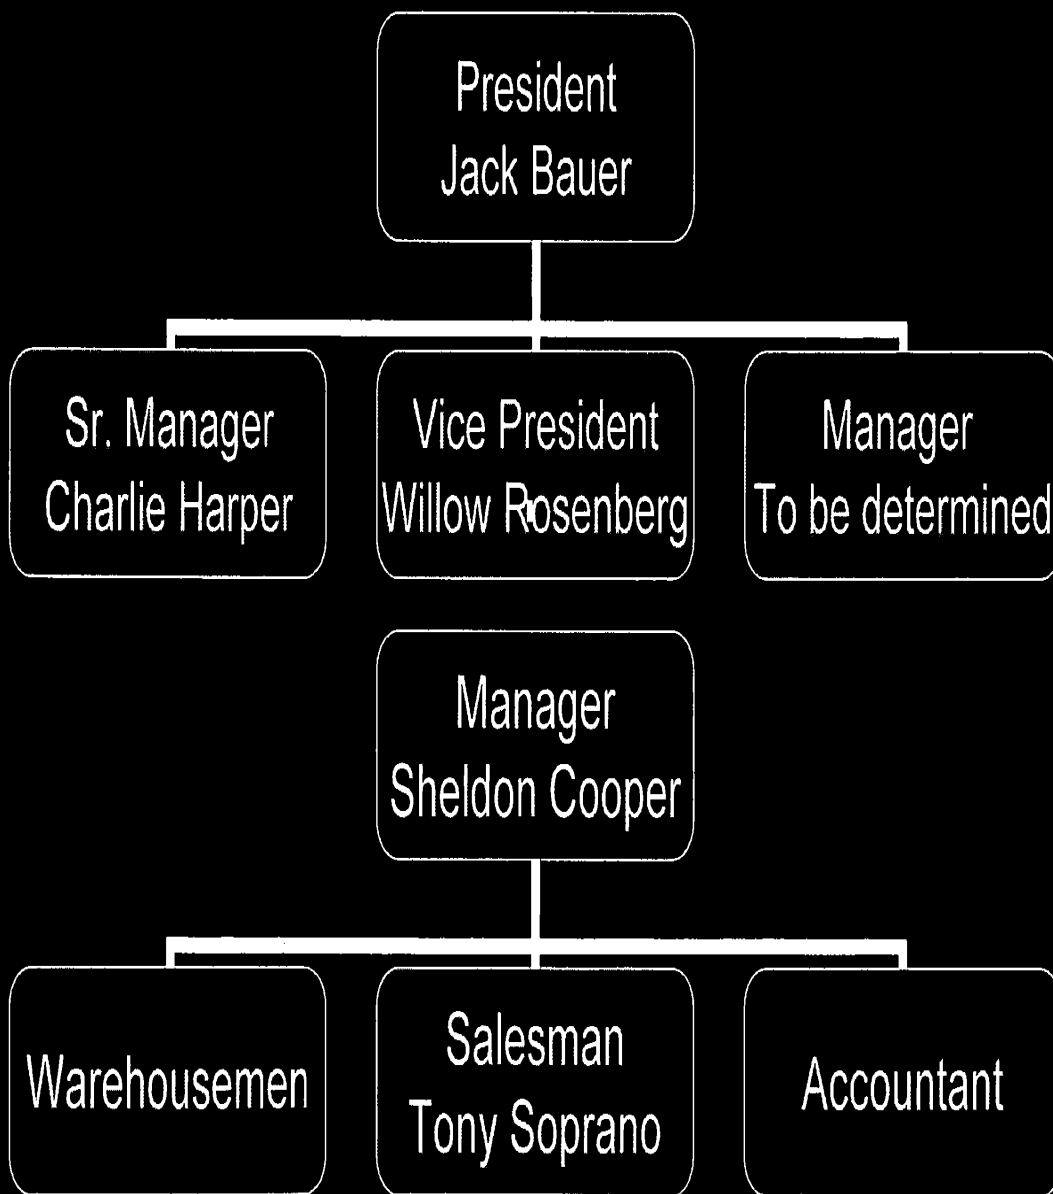 President
Jack Bauer
Sr. Manager
Charlie Harper
Vice President
Willow Rosenberg
Manager
To be determined
Manager
Sheldon Cooper
Warehousemen
Salesman
Tony Soprano
Accountant